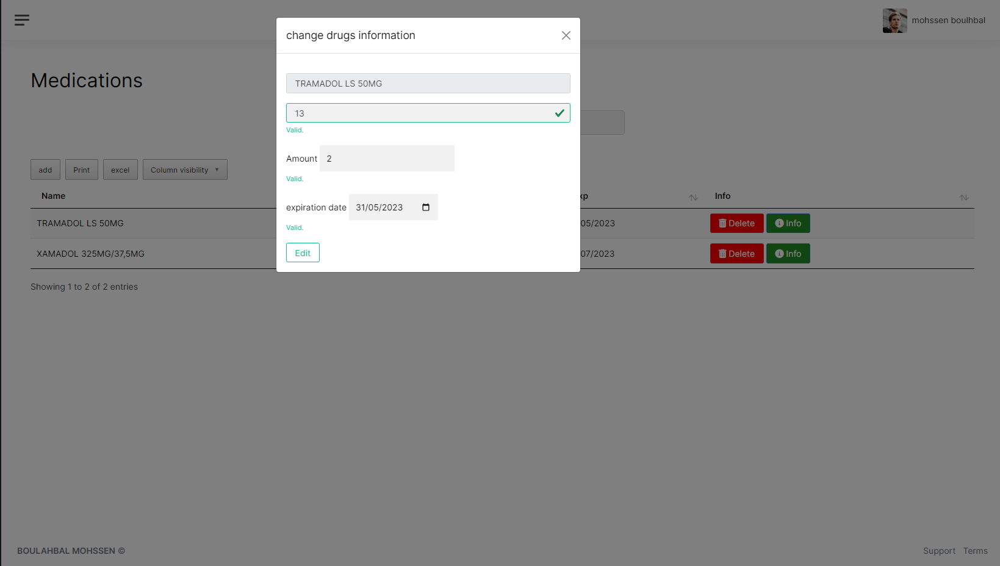 mohssen boulhbal
change drugs information
Medications
TRAMADOL LS 50MG
13
Valid.
Amount 2
Valid.
add Print excel Column visibility ▼
expiration date 31/05/2023
Valid.
Edit
Name xp Info
TRAMADOL LS 50MG 05/2023 Delete Info
XAMADOL 325MG/37,5MG 07/2023 Delete Info
Showing 1 to 2 of 2 entries
BOULAHBAL MOHSSEN © Support Terms